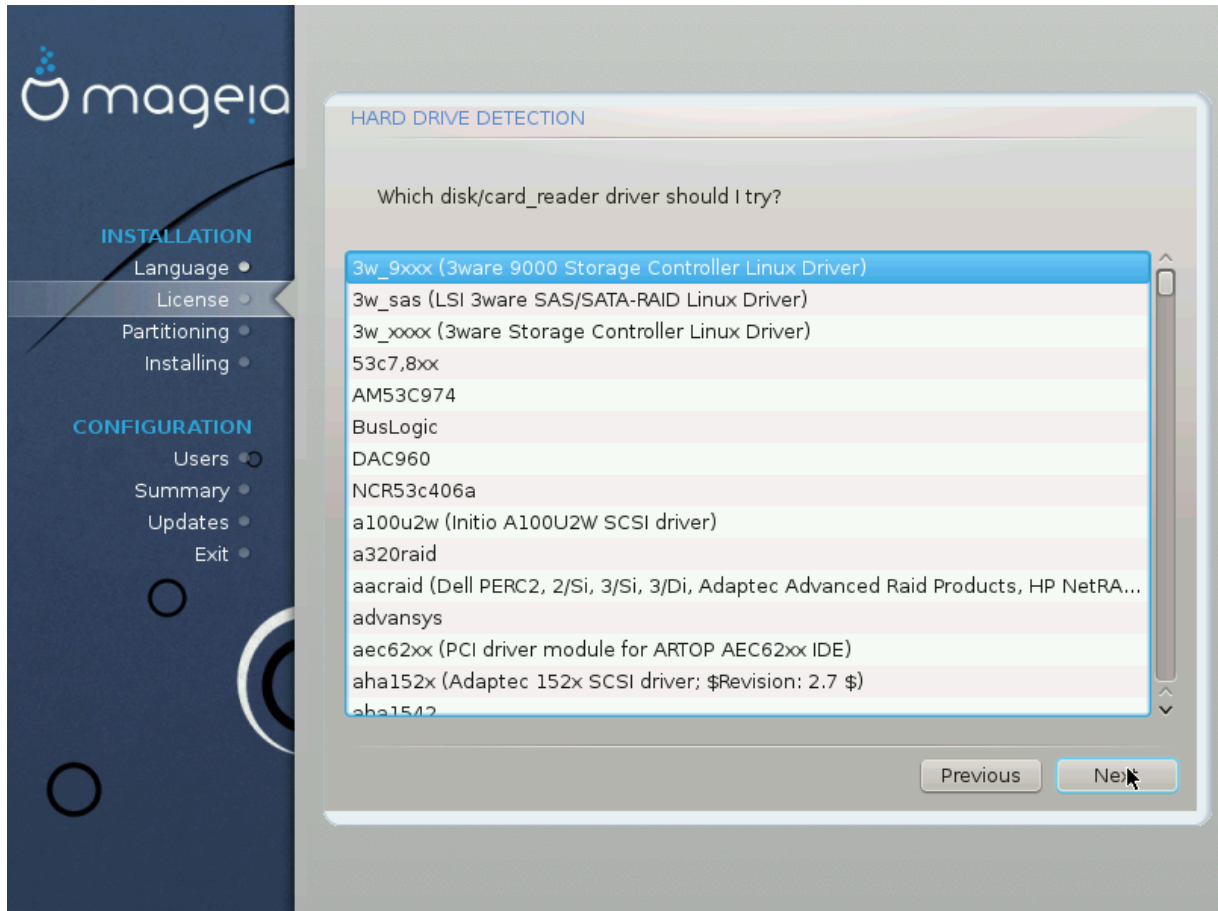 mageia
INSTALLATION
Language
License
Partitioning
Installing
CONFIGURATION
Users
Summary
Updates
Exit
HARD DRIVE DETECTION
Which disk/card_reader driver should I try?
3w_9xxx (3ware 9000 Storage Controller Linux Driver)
3w_sas (LSI 3ware SAS/SATA-RAID Linux Driver)
3w_xxxx (3ware Storage Controller Linux Driver)
53c7,8xx
AM53C974
BusLogic
DAC960
NCR53c406a
a100u2w (Initio A100U2W SCSI driver)
a320raid
aacraid (Dell PERC2, 2/Si, 3/Si, 3/Di, Adaptec Advanced Raid Products, HP NetRA...
advansys
aec62xx (PCI driver module for ARTOP AEC62xx IDE)
aha152x (Adaptec 152x SCSI driver; $Revision: 2.7 $)
aha1542
Previous
Next